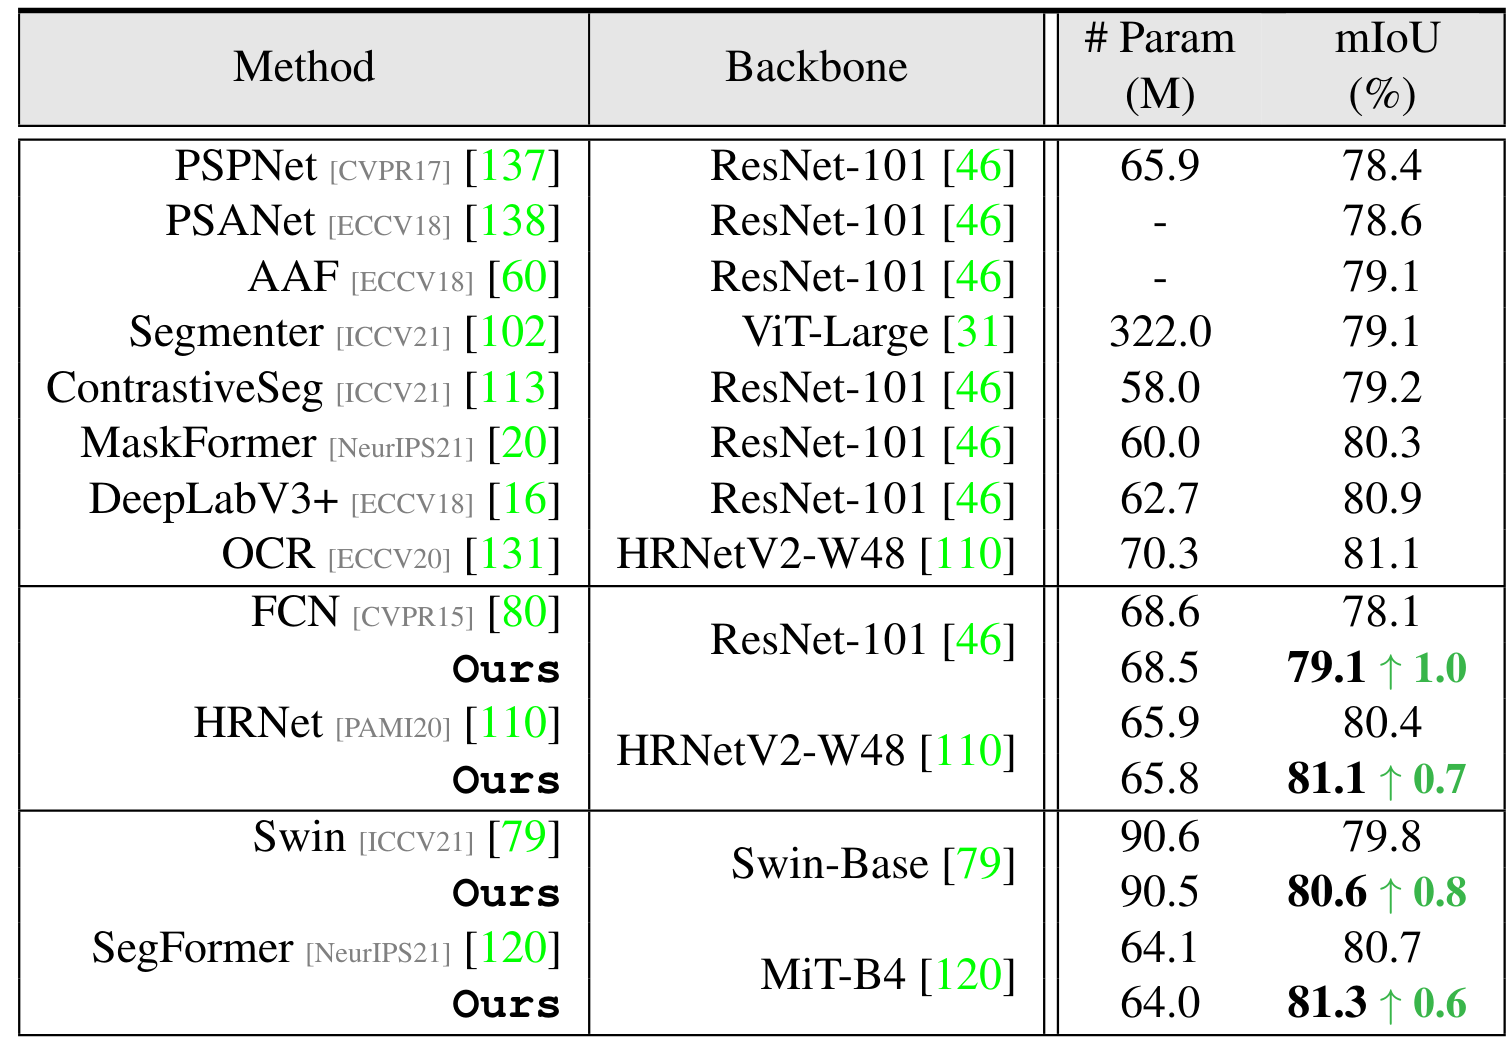 Method Backbone # Param (M) mIoU (%)
PSPNet [CVPR17] [137] ResNet-101 [46] 65.9 78.4
PSANet [ECCV18] [138] ResNet-101 [46] - 78.6
AAF [ECCV18] [60] ResNet-101 [46] - 79.1
Segmenter [ICCV21] [102] ViT-Large [31] 322.0 79.1
ContrastiveSeg [ICCV21] [113] ResNet-101 [46] 58.0 79.2
MaskFormer [NeurIPS21] [20] ResNet-101 [46] 60.0 80.3
DeepLabV3+ [ECCV18] [16] ResNet-101 [46] 62.7 80.9
OCR [ECCV20] [131] HRNetV2-W48 [110] 70.3 81.1
FCN [CVPR15] [80] ResNet-101 [46] 68.6 78.1
Ours 68.5 79.1 ↑ 1.0
HRNet [PAMI20] [110] HRNetV2-W48 [110] 65.9 80.4
Ours 65.8 81.1 ↑ 0.7
Swin [ICCV21] [79] Swin-Base [79] 90.6 79.8
Ours 90.5 80.6 ↑ 0.8
SegFormer [NeurIPS21] [120] MiT-B4 [120] 64.1 80.7
Ours 64.0 81.3 ↑ 0.6